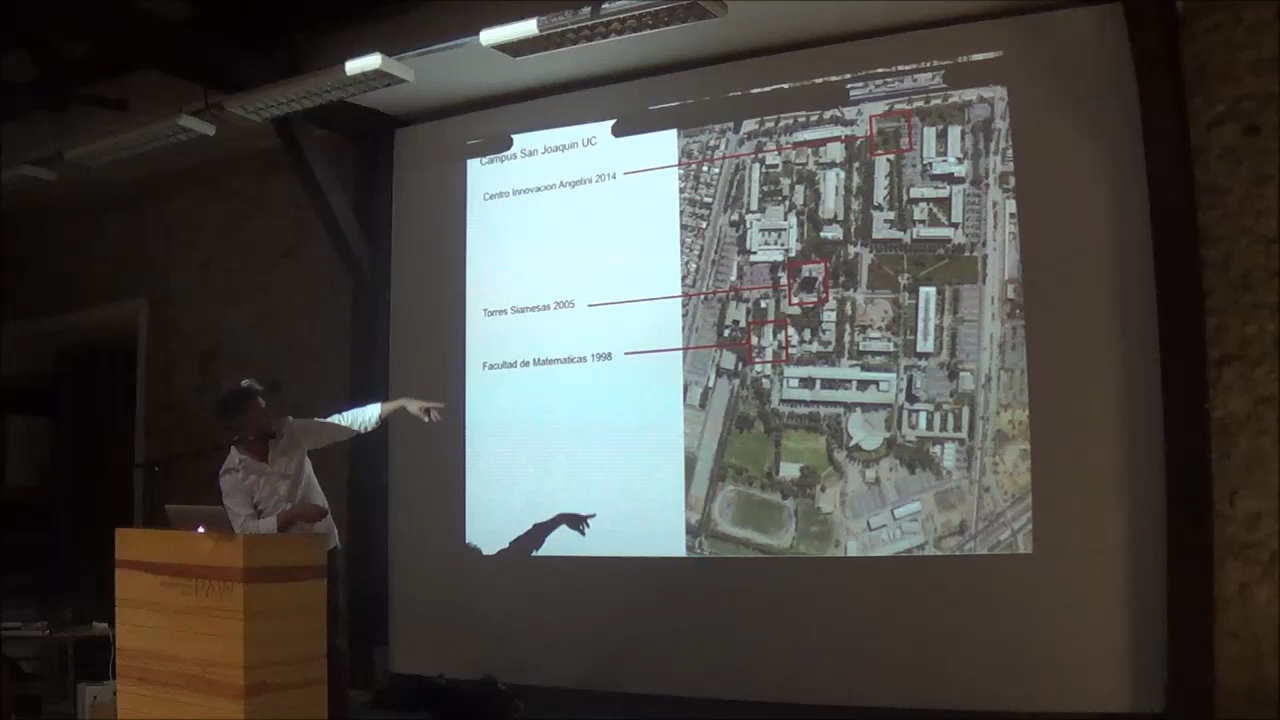 Campus San Joaquin UC
Centro Innovacion Angelini 2014
Torres Siamesas 2005
Facultad de Matematicas 1998